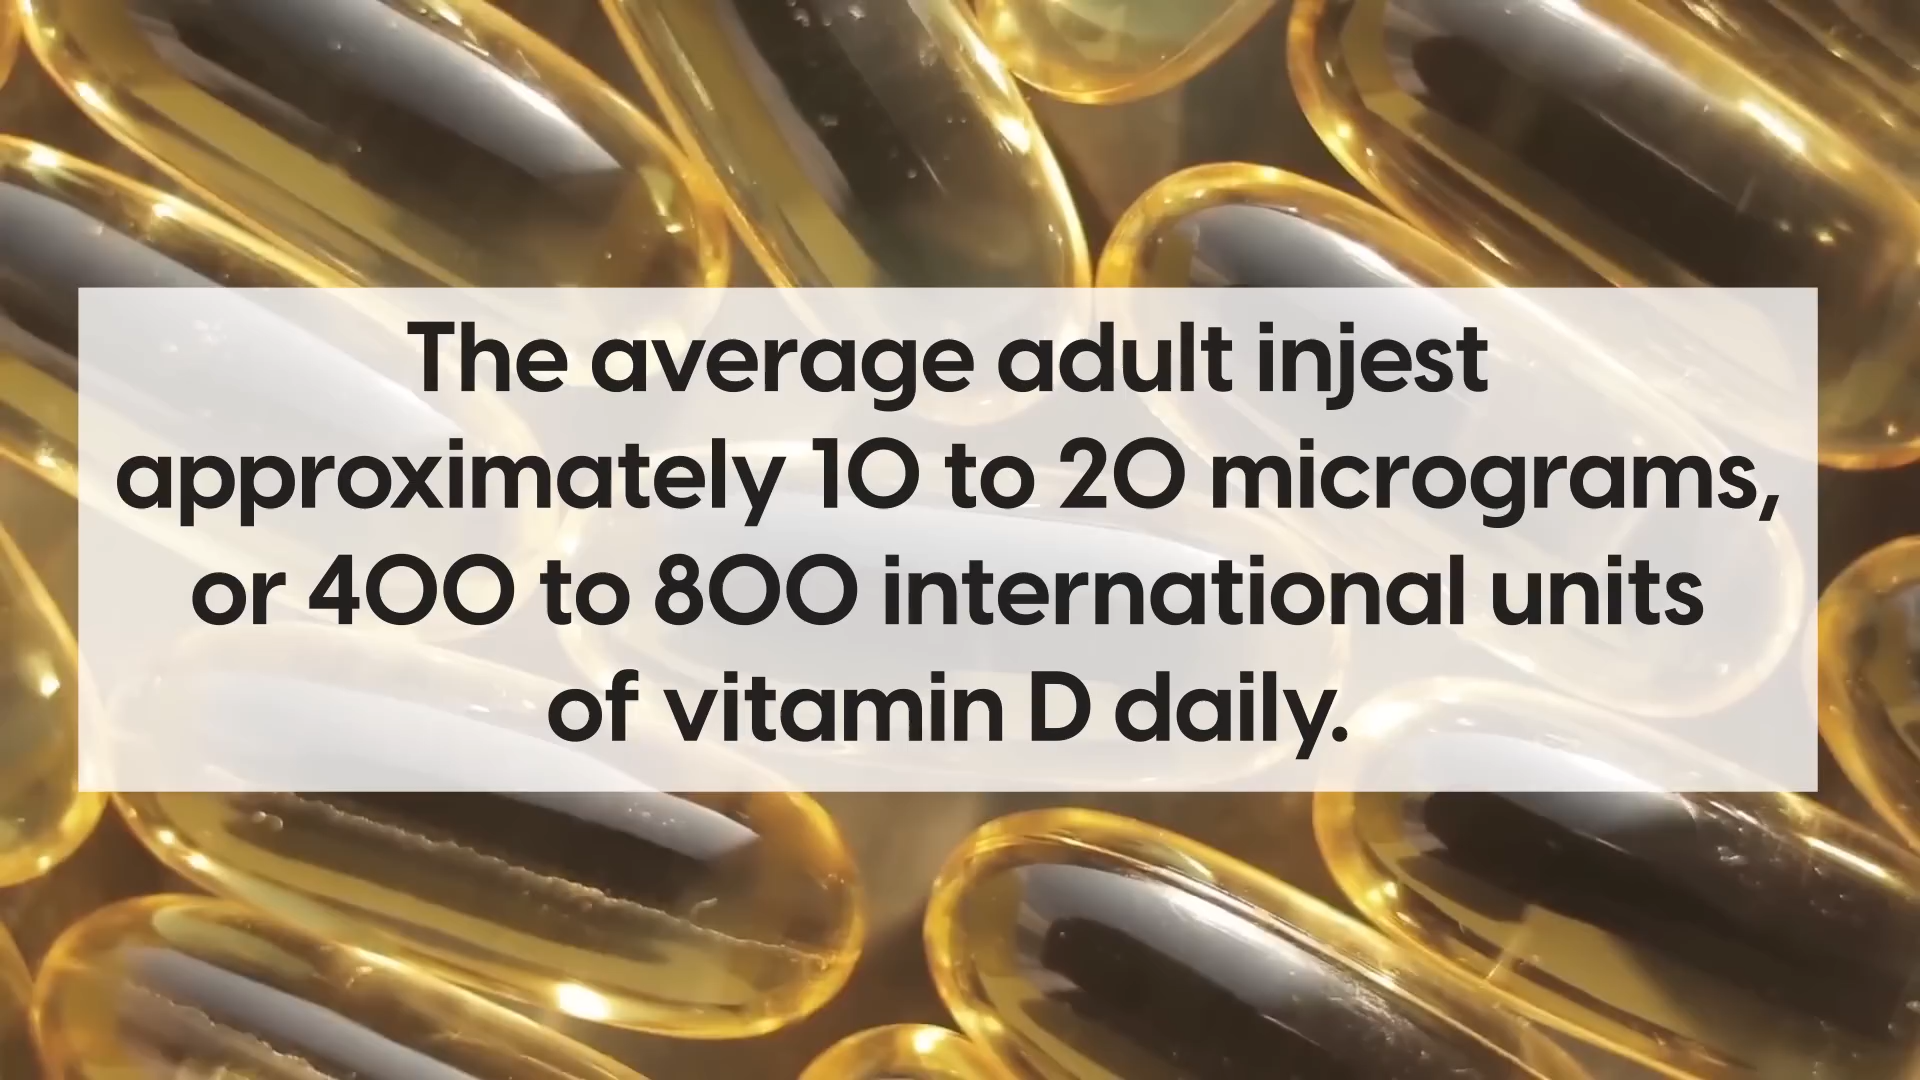 The average adult injest
approximately 10 to 20 micrograms,
or 400 to 800 international units
of vitamin D daily.